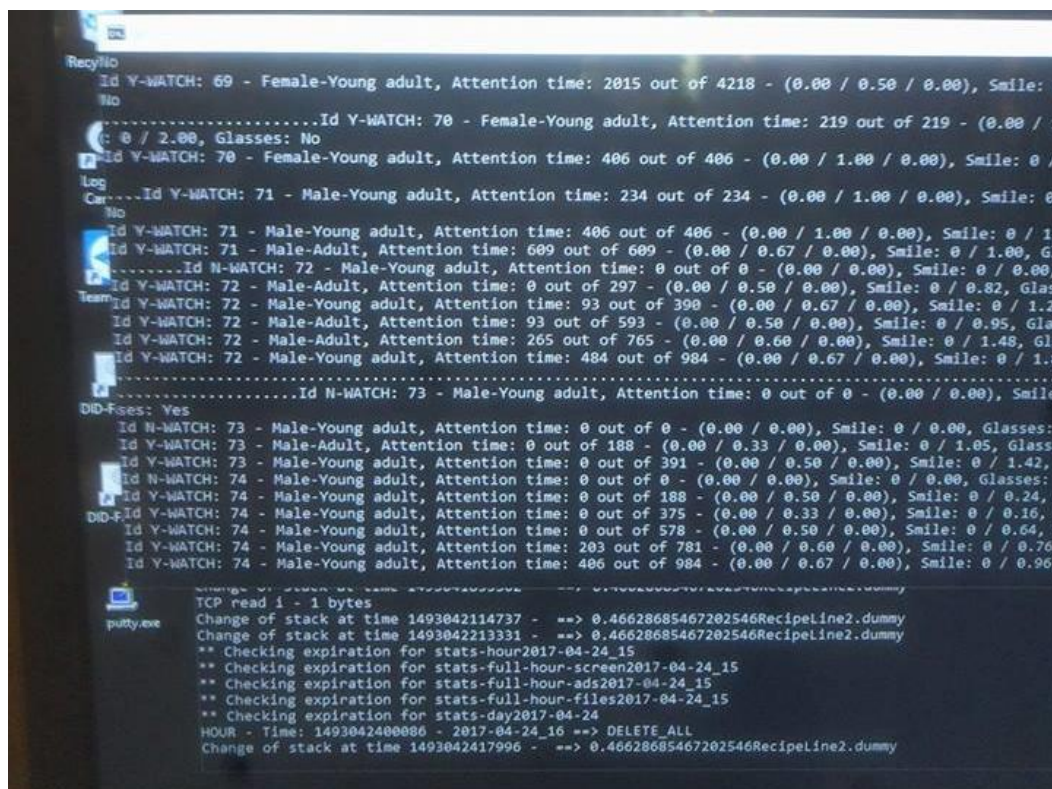 RecyNo
Id Y-WATCH: 69 - Female-Young adult, Attention time: 2015 out of 4218 - (0.00 / 0.50 / 0.00), Smile:
No
........................Id Y-WATCH: 70 - Female-Young adult, Attention time: 219 out of 219 - (0.00 /
: 0 / 2.00, Glasses: No
Id Y-WATCH: 70 - Female-Young adult, Attention time: 406 out of 406 - (0.00 / 1.00 / 0.00), Smile: 0 /
Log
.....Id Y-WATCH: 71 - Male-Young adult, Attention time: 234 out of 234 - (0.00 / 1.00 / 0.00), Smile: 0
No
Id Y-WATCH: 71 - Male-Young adult, Attention time: 406 out of 406 - (0.00 / 1.00 / 0.00), Smile: 0 / 1
Id Y-WATCH: 71 - Male-Adult, Attention time: 609 out of 609 - (0.00 / 0.67 / 0.00), Smile: 0 / 1.00, G
........Id N-WATCH: 72 - Male-Young adult, Attention time: 0 out of 0 - (0.00 / 0.00), Smile: 0 / 0.00
Id Y-WATCH: 72 - Male-Adult, Attention time: 0 out of 297 - (0.00 / 0.50 / 0.00), Smile: 0 / 0.82, Glas
Team
Id Y-WATCH: 72 - Male-Young adult, Attention time: 93 out of 390 - (0.00 / 0.67 / 0.00), Smile: 0 / 1.2
Id Y-WATCH: 72 - Male-Adult, Attention time: 93 out of 593 - (0.00 / 0.50 / 0.00), Smile: 0 / 0.95, Gla
Id Y-WATCH: 72 - Male-Adult, Attention time: 265 out of 765 - (0.00 / 0.60 / 0.00), Smile: 0 / 1.48, Gl
Id Y-WATCH: 72 - Male-Young adult, Attention time: 484 out of 984 - (0.00 / 0.67 / 0.00), Smile: 0 / 1.
.....................Id N-WATCH: 73 - Male-Young adult, Attention time: 0 out of 0 - (0.00 / 0.00), Smil
DID-F
ses: Yes
Id N-WATCH: 73 - Male-Young adult, Attention time: 0 out of 0 - (0.00 / 0.00), Smile: 0 / 0.00, Glasses:
Id Y-WATCH: 73 - Male-Adult, Attention time: 0 out of 188 - (0.00 / 0.33 / 0.00), Smile: 0 / 1.05, Glass
Id Y-WATCH: 73 - Male-Young adult, Attention time: 0 out of 391 - (0.00 / 0.50 / 0.00), Smile: 0 / 1.42,
Id N-WATCH: 74 - Male-Young adult, Attention time: 0 out of 0 - (0.00 / 0.00), Smile: 0 / 0.00, Glasses:
Id Y-WATCH: 74 - Male-Young adult, Attention time: 0 out of 188 - (0.00 / 0.50 / 0.00), Smile: 0 / 0.24,
DID-F
Id Y-WATCH: 74 - Male-Young adult, Attention time: 0 out of 375 - (0.00 / 0.33 / 0.00), Smile: 0 / 0.16,
Id Y-WATCH: 74 - Male-Young adult, Attention time: 0 out of 578 - (0.00 / 0.50 / 0.00), Smile: 0 / 0.64,
Id Y-WATCH: 74 - Male-Young adult, Attention time: 203 out of 781 - (0.00 / 0.60 / 0.00), Smile: 0 / 0.76
Id Y-WATCH: 74 - Male-Young adult, Attention time: 406 out of 984 - (0.00 / 0.67 / 0.00), Smile: 0 / 0.96
putty.exe
TCP read i - 1 bytes
Change of stack at time 1493042114737 - ==> 0.46628685467202546RecipeLine2.dummy
Change of stack at time 1493042213331 - ==> 0.46628685467202546RecipeLine2.dummy
** Checking expiration for stats-hour2017-04-24_15
** Checking expiration for stats-full-hour-screen2017-04-24_15
** Checking expiration for stats-full-hour-ads2017-04-24_15
** Checking expiration for stats-full-hour-files2017-04-24_15
** Checking expiration for stats-day2017-04-24
HOUR - Time: 1493042400086 - 2017-04-24_16 ==> DELETE_ALL
Change of stack at time 1493042417996 - ==> 0.46628685467202546RecipeLine2.dummy